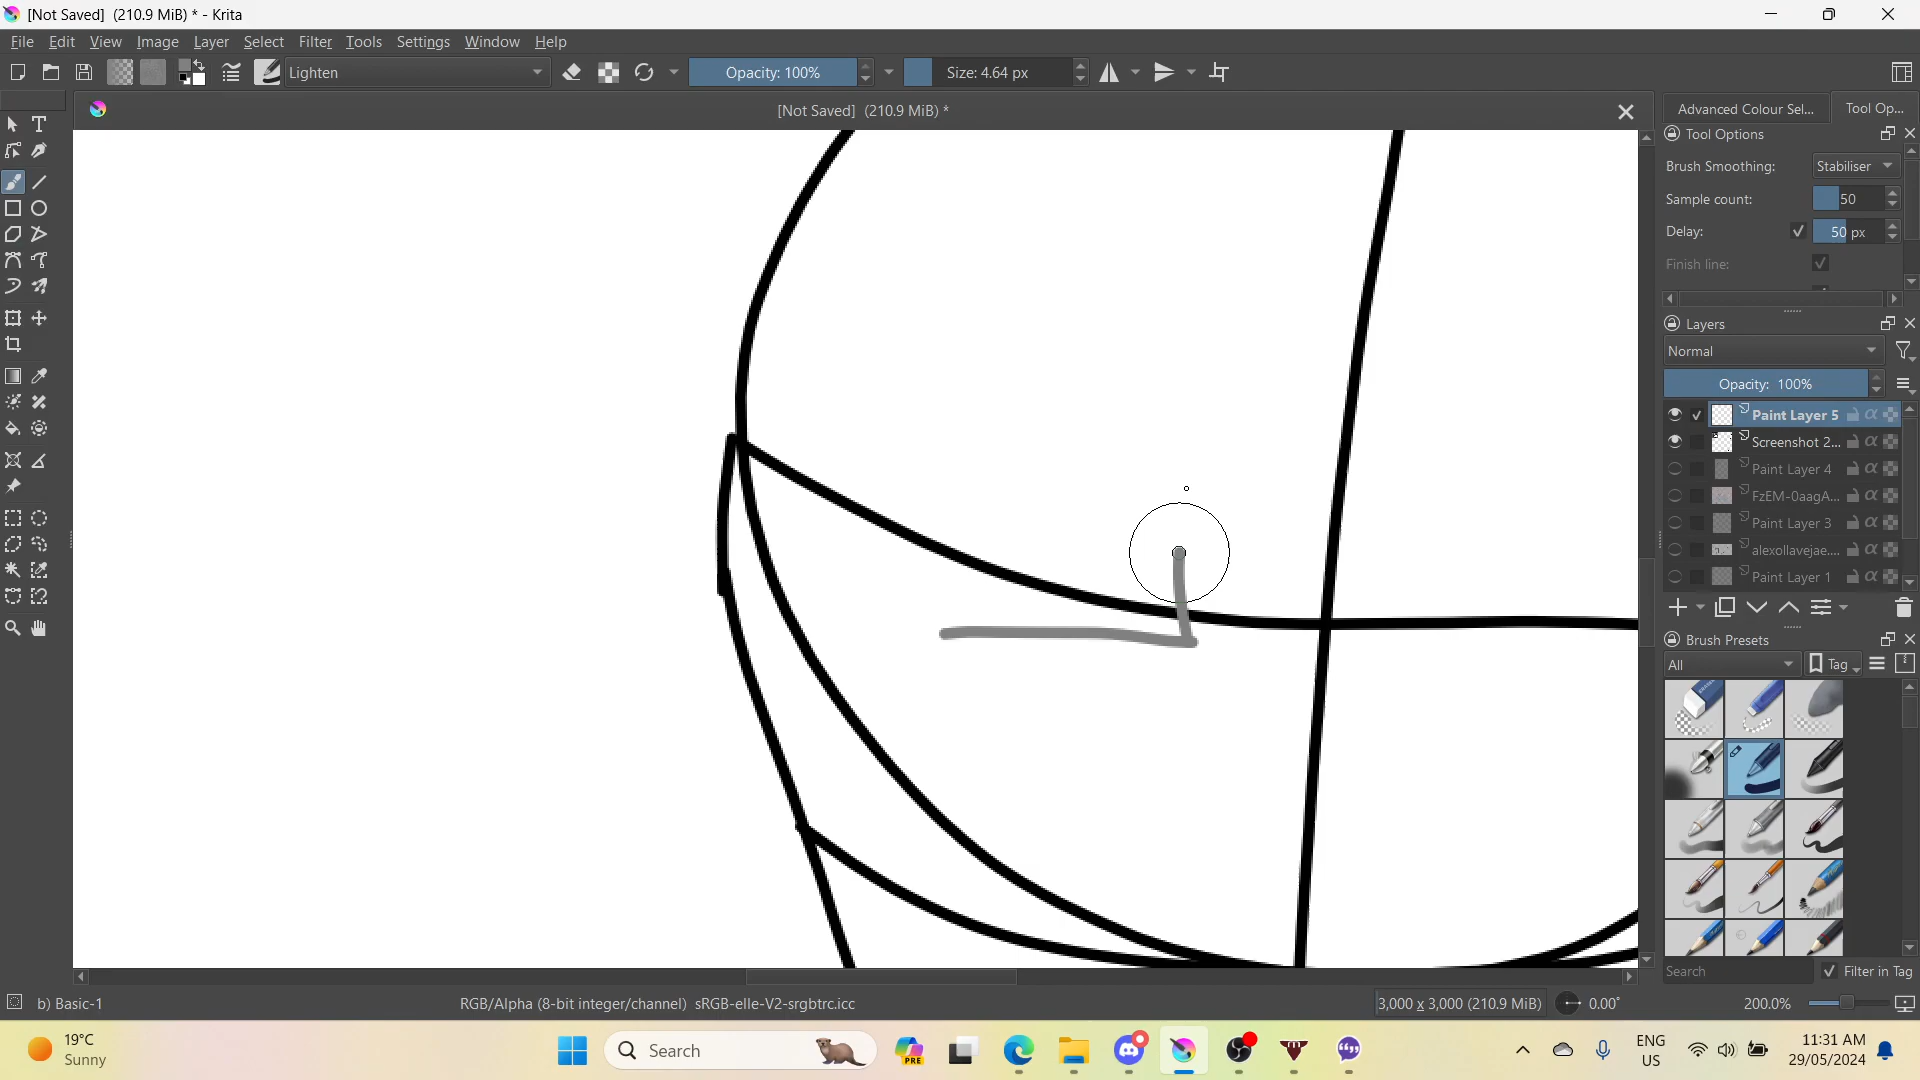 [Not Saved]  (210.9 MiB) * - Krita
File Edit View Image Layer Select Filter Tools Settings Window Help
Lighten
Opacity: 100%
Size: 4.64 px
[Not Saved]  (210.9 MiB) *
Advanced Colour Sel...
Tool Op...
T
Tool Options
Brush Smoothing: Stabiliser
Sample count: 50
Delay: 50 px
Finish line:
Layers
Normal
Opacity:  100%
Paint Layer 5
Screenshot 2...
Paint Layer 4
FzEM-0aagA...
Paint Layer 3
alexollavejae....
Paint Layer 1
Brush Presets
All
Tag
Search
Filter in Tag
b) Basic-1
RGB/Alpha (8-bit integer/channel)  sRGB-elle-V2-srgbtrc.icc
3,000 x 3,000 (210.9 MiB)
0.00°
200.0%
19°C
Sunny
Search
PRE
ENG
US
11:31 AM
29/05/2024